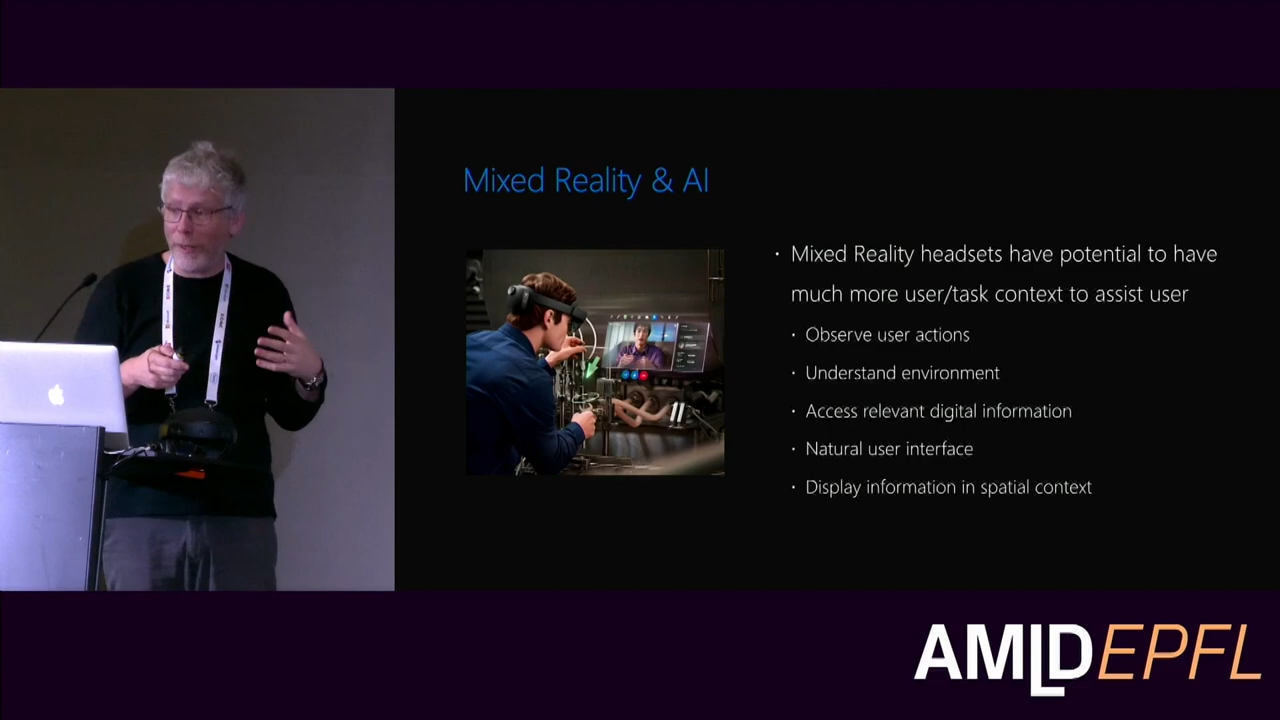 Mixed Reality & AI
· Mixed Reality headsets have potential to have
much more user/task context to assist user
· Observe user actions
· Understand environment
· Access relevant digital information
· Natural user interface
· Display information in spatial context
AMLDEPFL